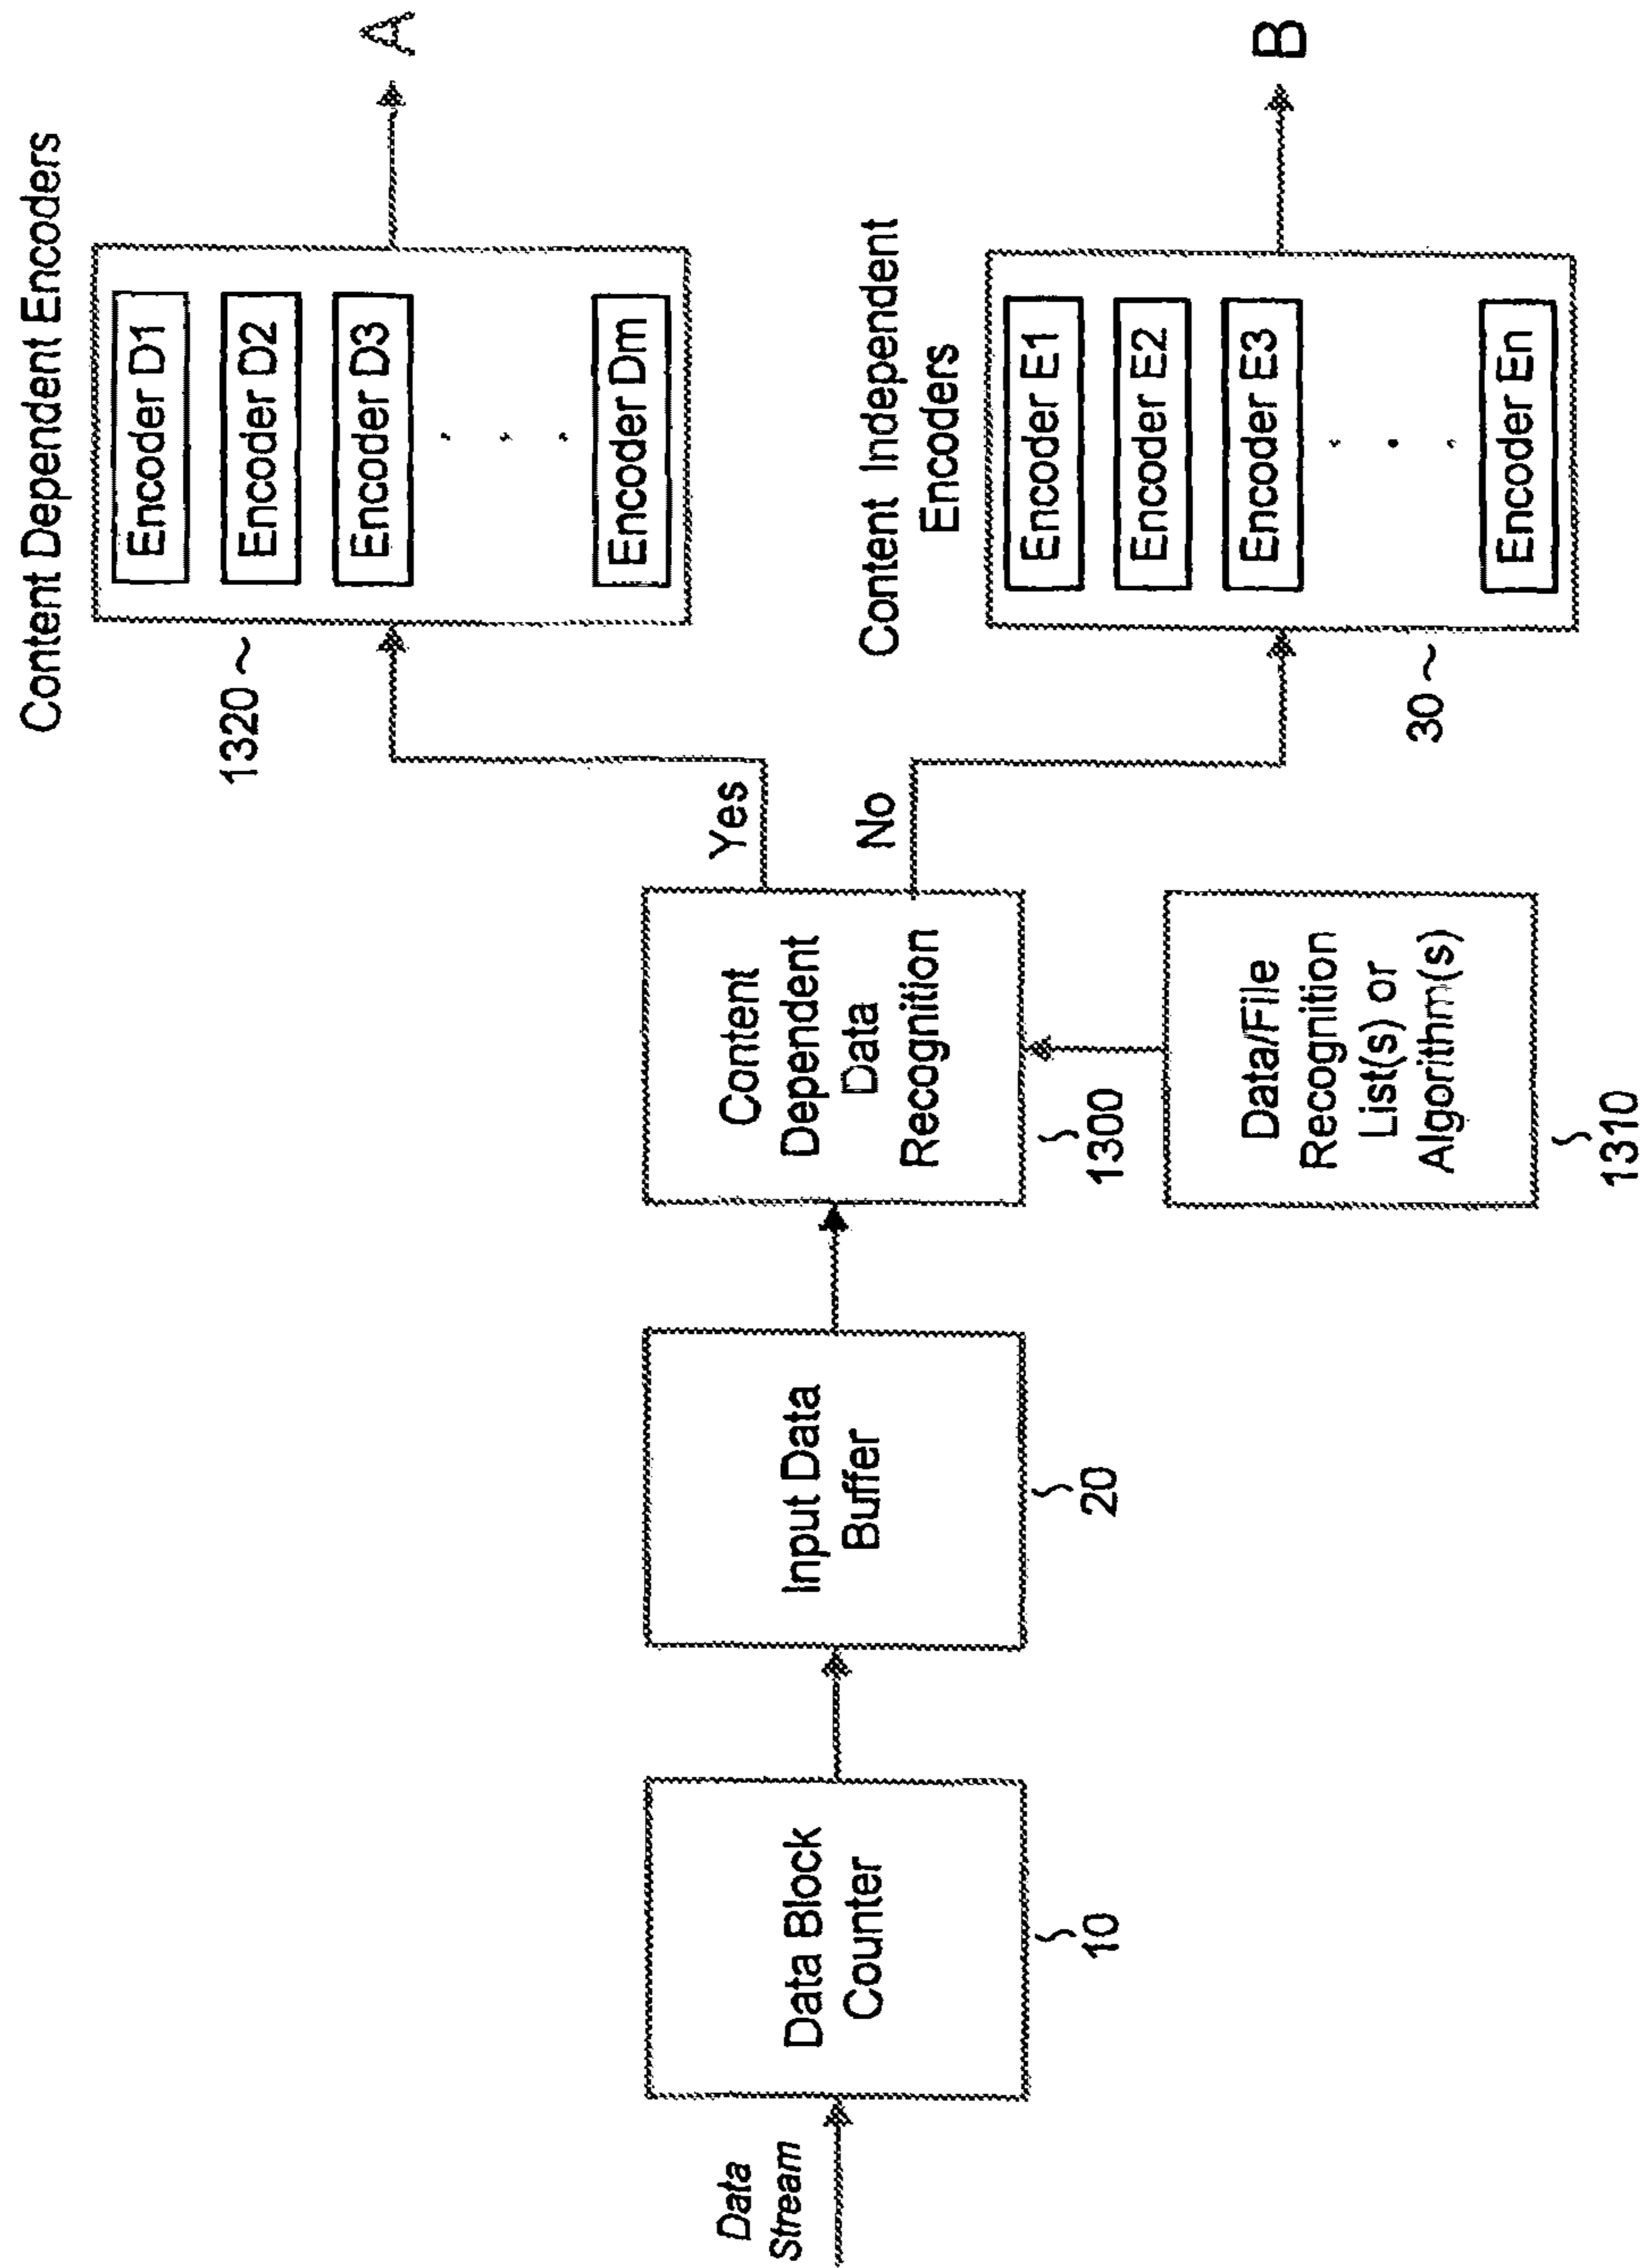 Data
Stream
Data Block
Counter
10
Input Data
Buffer
20
Content
Dependent
Data
Recognition
1300
Data/File
Recognition
List(s) or
Algorithm(s)
1310
Yes
No
Content Dependent Encoders
1320
Encoder D1
Encoder D2
Encoder D3
Encoder Dm
A
Content Independent
Encoders
30
Encoder E1
Encoder E2
Encoder E3
Encoder En
B